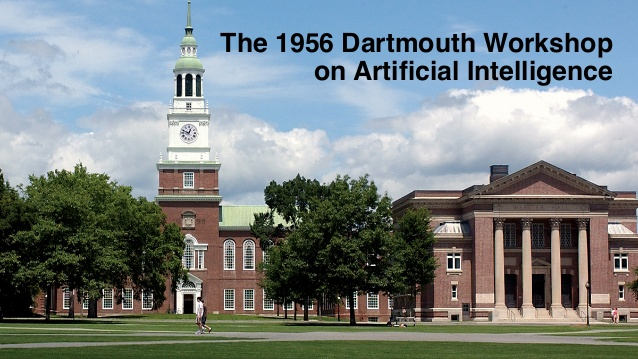 The 1956 Dartmouth Workshop
on Artificial Intelligence